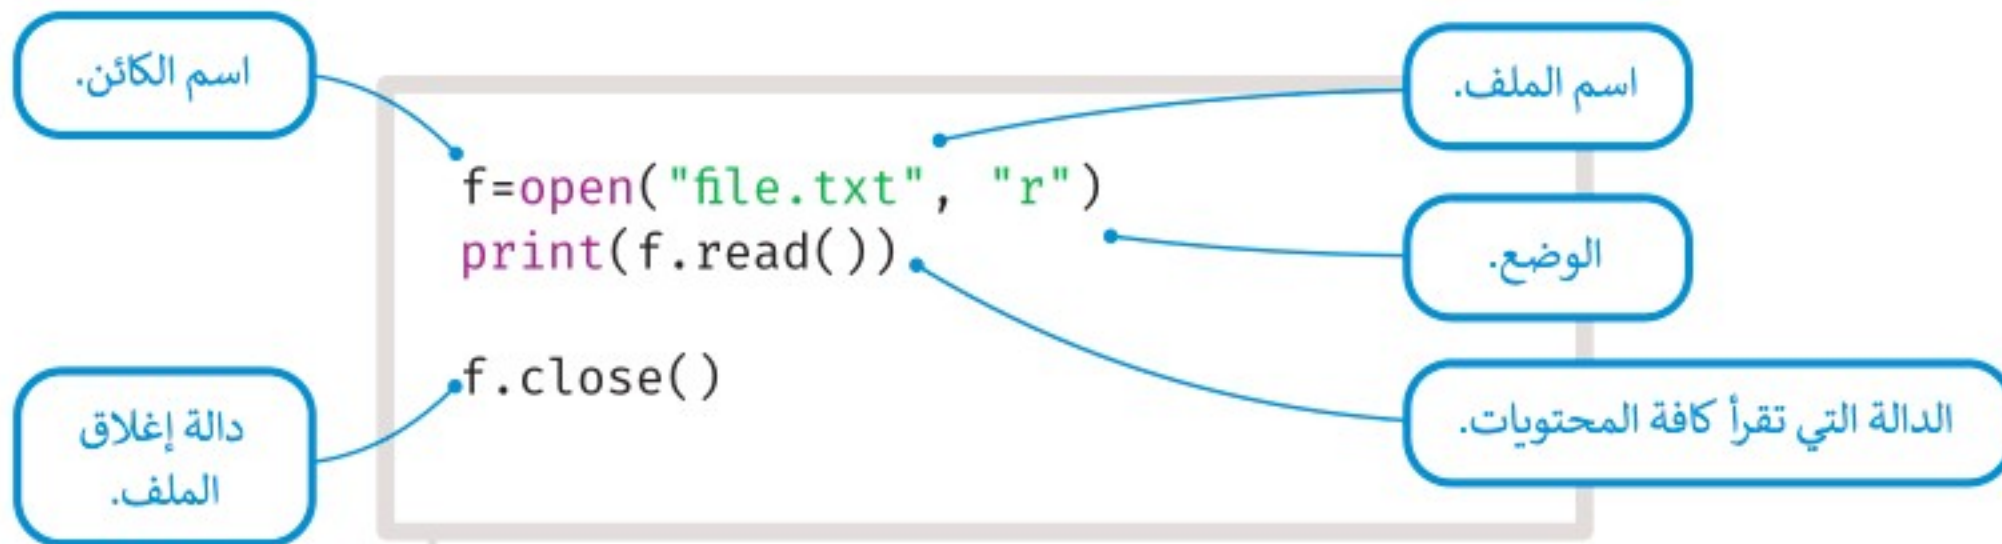 اسم الكائن.
اسم الملف.
f=open("file.txt", "r")
print(f.read())
الوضع.
f.close()
دالة إغلاق
الملف.
الدالة التي تقرأ كافة المحتويات.